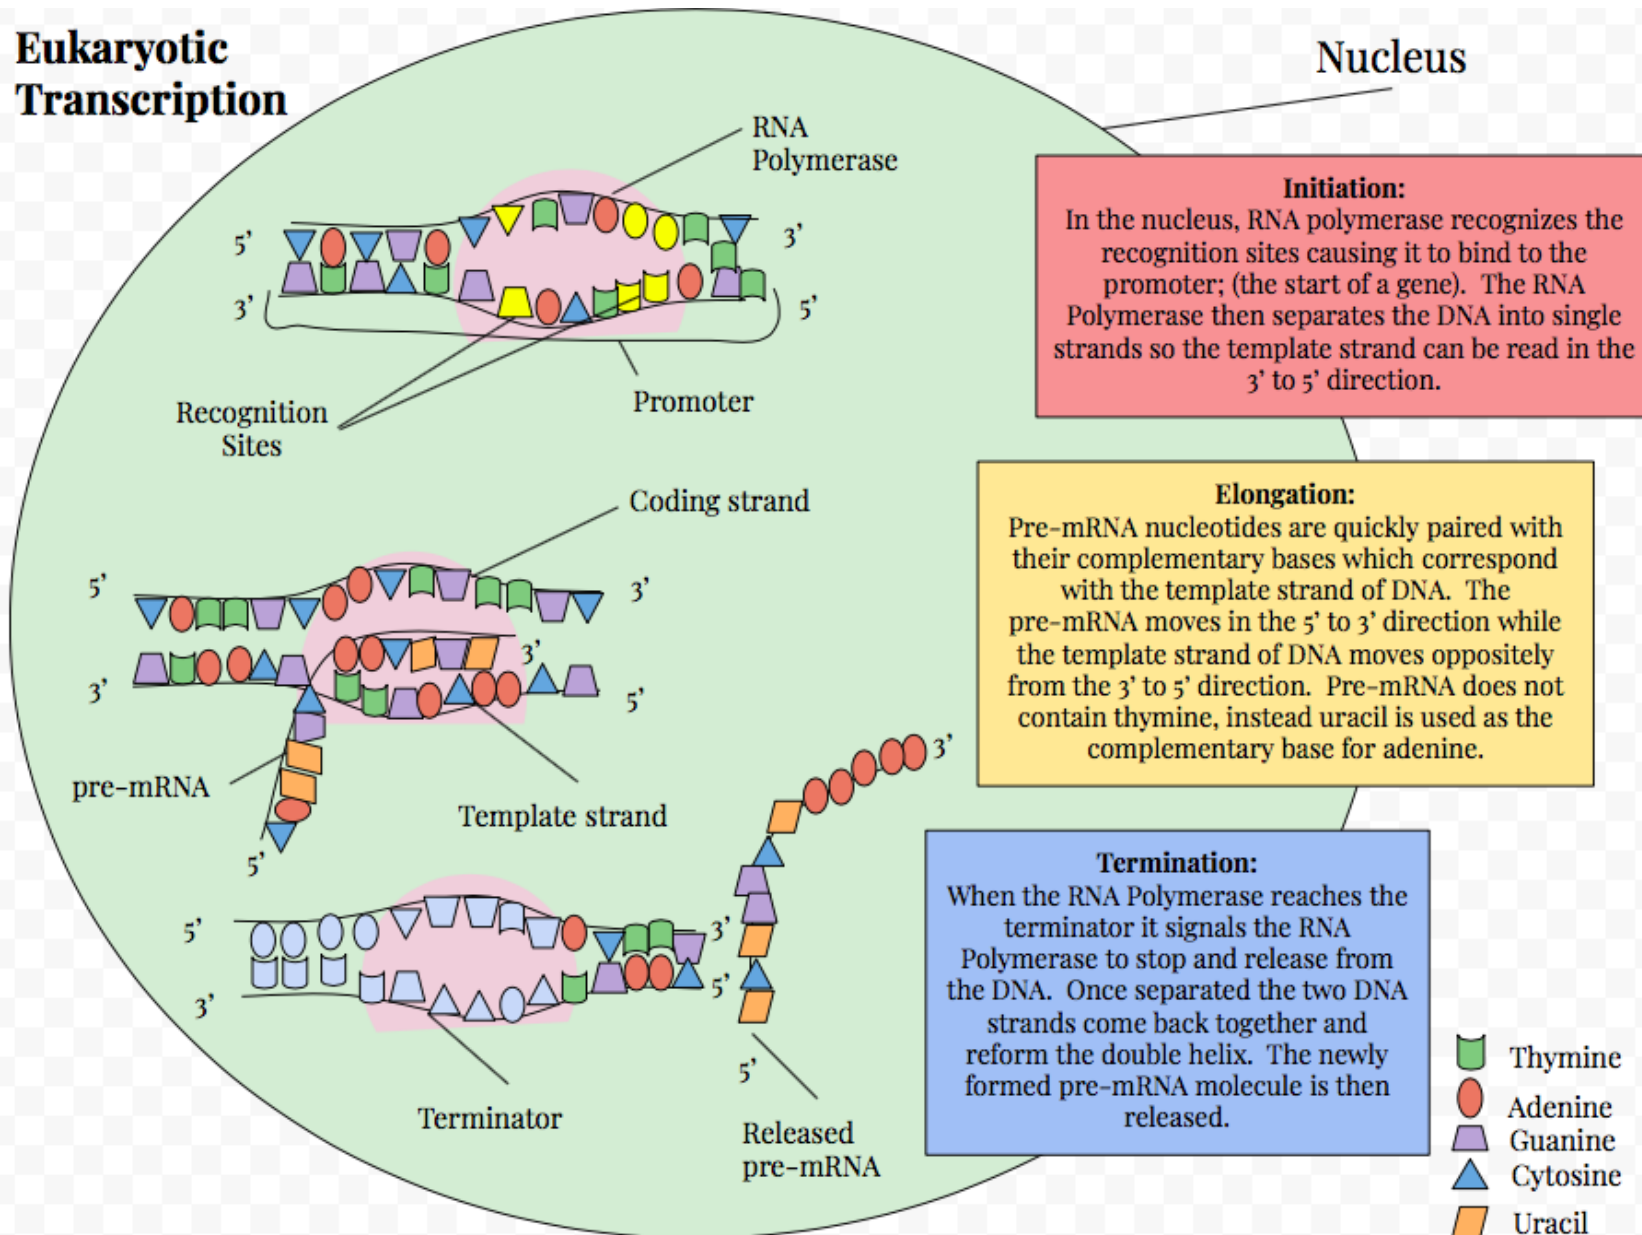 Eukaryotic
Transcription
Nucleus
RNA
Polymerase
5’
3’
3’
5’
Recognition
Sites
Promoter
Initiation:
In the nucleus, RNA polymerase recognizes the
recognition sites causing it to bind to the
promoter; (the start of a gene). The RNA
Polymerase then separates the DNA into single
strands so the template strand can be read in the
3’ to 5’ direction.
Coding strand
5’
3’
3’
3’
5’
pre-mRNA
Template strand
5’
Elongation:
Pre-mRNA nucleotides are quickly paired with
their complementary bases which correspond
with the template strand of DNA. The
pre-mRNA moves in the 5’ to 3’ direction while
the template strand of DNA moves oppositely
from the 3’ to 5’ direction. Pre-mRNA does not
contain thymine, instead uracil is used as the
complementary base for adenine.
3’
5’
3’
3’
5’
5’
Terminator
Released
pre-mRNA
Termination:
When the RNA Polymerase reaches the
terminator it signals the RNA
Polymerase to stop and release from
the DNA. Once separated the two DNA
strands come back together and
reform the double helix. The newly
formed pre-mRNA molecule is then
released.
Thymine
Adenine
Guanine
Cytosine
Uracil